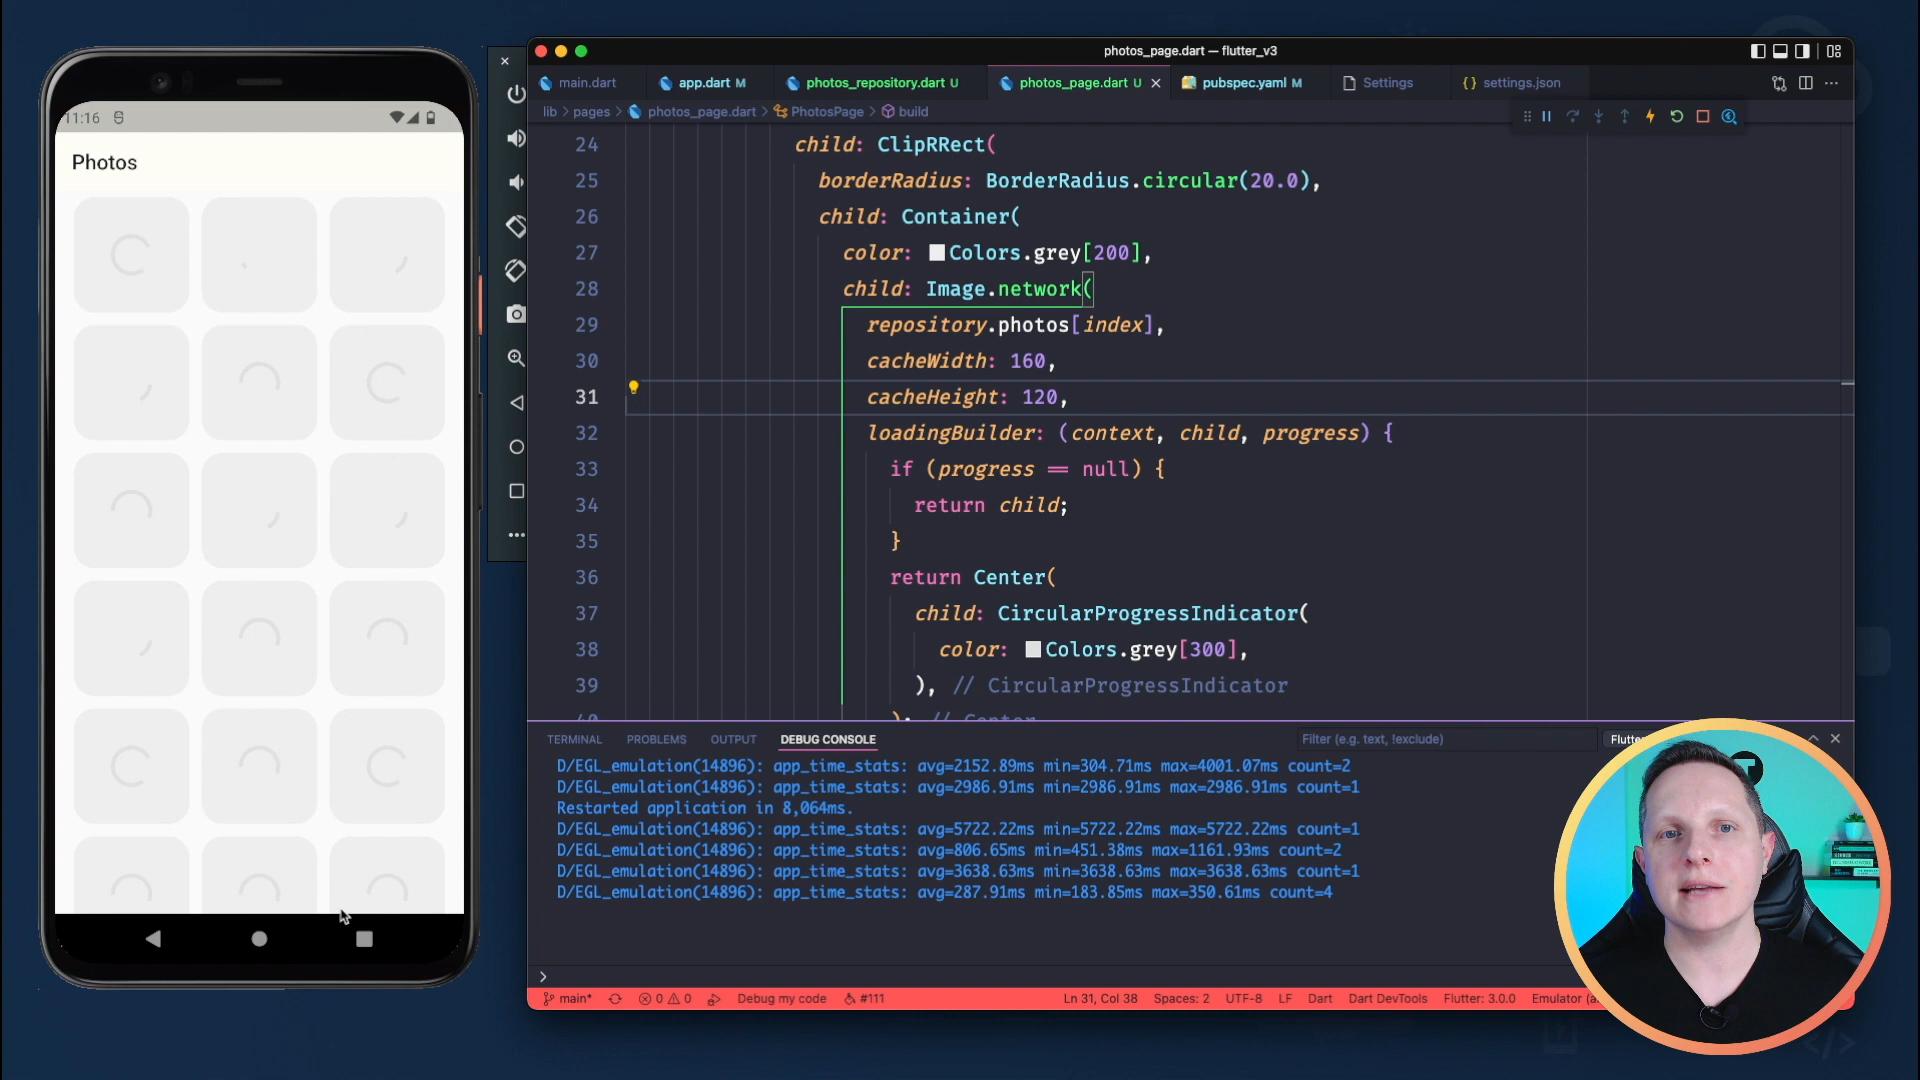 11:16
Photos
photos_page.dart — flutter_v3
main.dart
app.dart M
photos_repository.dart U
photos_page.dart U
pubspec.yaml M
Settings
{} settings.json
lib > pages > photos_page.dart > PhotosPage > build
24 child: ClipRRect(
25 borderRadius: BorderRadius.circular(20.0),
26 child: Container(
27 color: Colors.grey[200],
28 child: Image.network(
29 repository.photos[index],
30 cacheWidth: 160,
31 cacheHeight: 120,
32 loadingBuilder: (context, child, progress) {
33 if (progress == null) {
34 return child;
35 }
36 return Center(
37 child: CircularProgressIndicator(
38 color: Colors.grey[300],
39 ), // CircularProgressIndicator
40 ); // Center
TERMINAL PROBLEMS OUTPUT DEBUG CONSOLE
Filter (e.g. text, !exclude)
D/EGL_emulation(14896): app_time_stats: avg=2152.89ms min=304.71ms max=4001.07ms count=2
D/EGL_emulation(14896): app_time_stats: avg=2986.91ms min=2986.91ms max=2986.91ms count=1
Restarted application in 8,064ms.
D/EGL_emulation(14896): app_time_stats: avg=5722.22ms min=5722.22ms max=5722.22ms count=1
D/EGL_emulation(14896): app_time_stats: avg=806.65ms min=451.38ms max=1161.93ms count=2
D/EGL_emulation(14896): app_time_stats: avg=3638.63ms min=3638.63ms max=3638.63ms count=1
D/EGL_emulation(14896): app_time_stats: avg=287.91ms min=183.85ms max=350.61ms count=4
main* 0 0 Debug my code #111 Ln 31, Col 38 Spaces: 2 UTF-8 LF Dart Dart DevTools Flutter: 3.0.0 Emulator